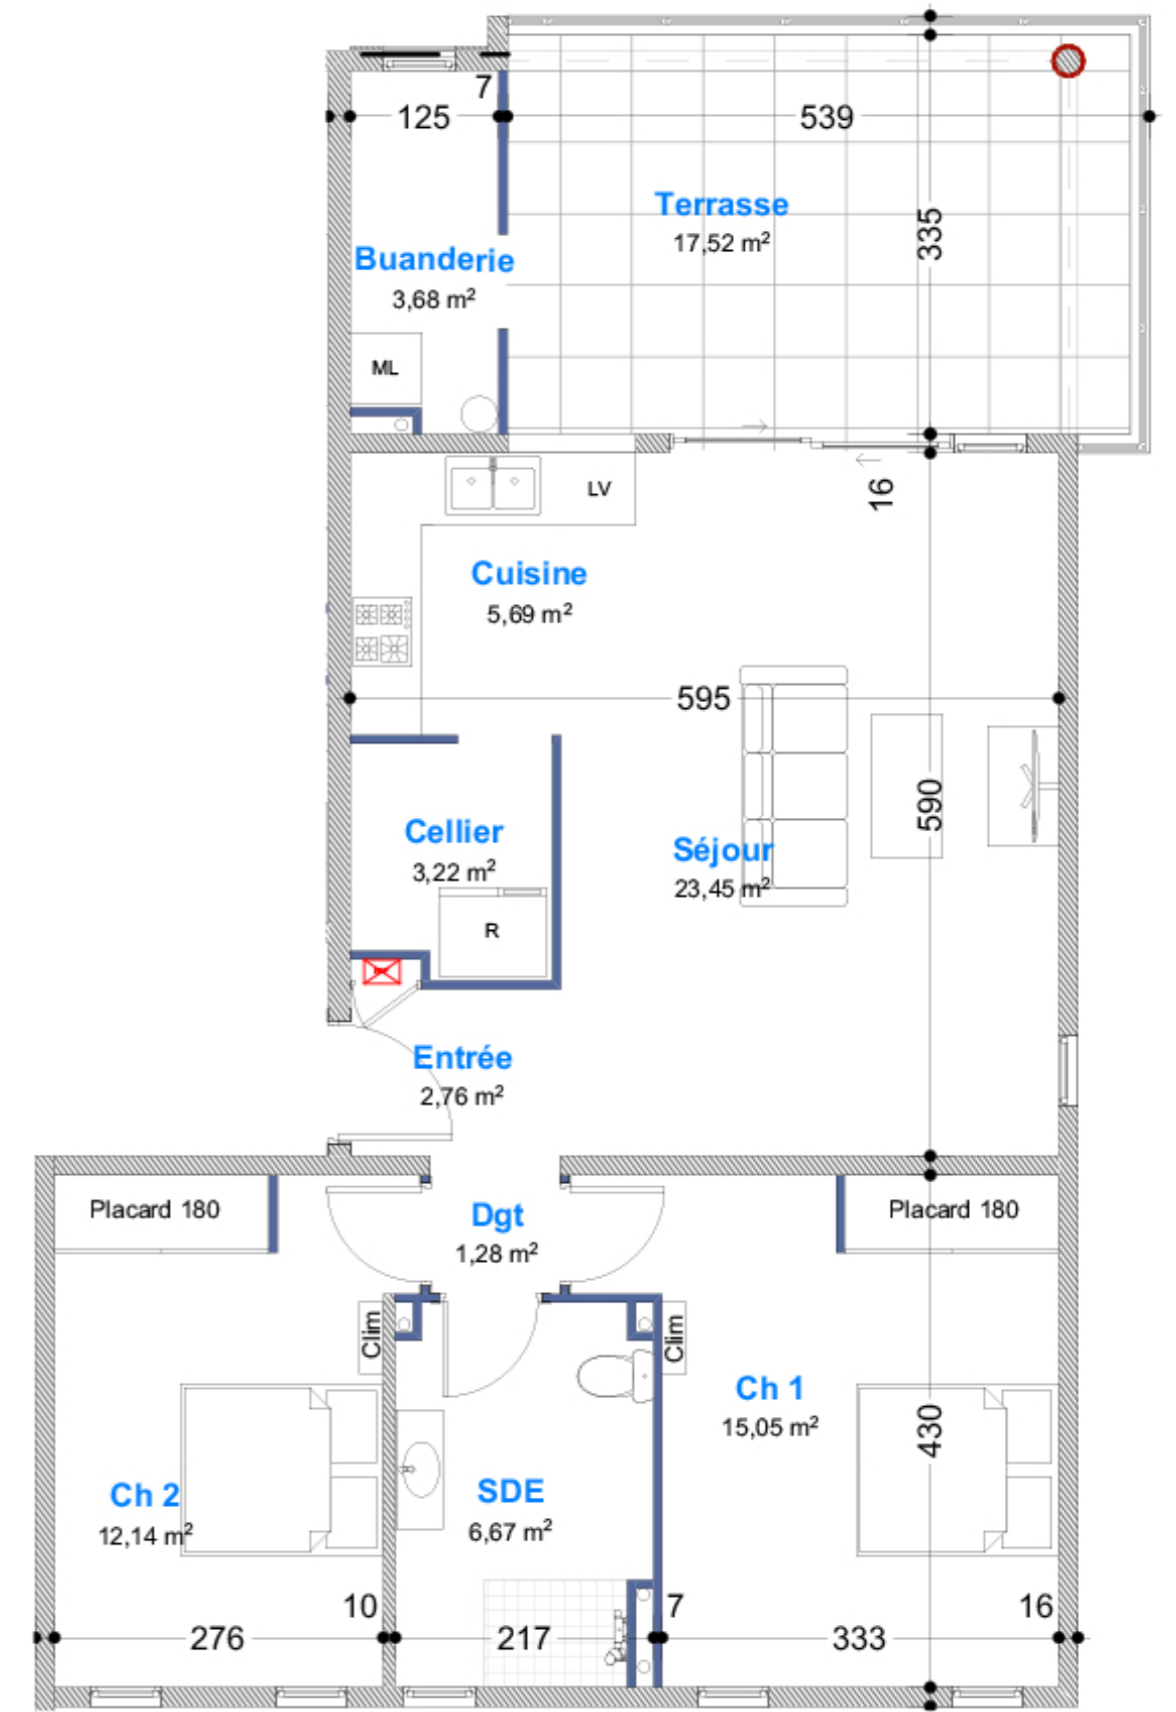 7
125
539
Terrasse
17,52 m²
335
Buanderie
3,68 m²
ML
LV
16
Cuisine
5,69 m²
595
590
Cellier
3,22 m²
Séjour
23,45 m²
R
Entrée
2,76 m²
Placard 180
Dgt
1,28 m²
Placard 180
Clim
Clim
Ch 1
15,05 m²
430
Ch 2
12,14 m²
SDE
6,67 m²
10
7
16
276
217
333